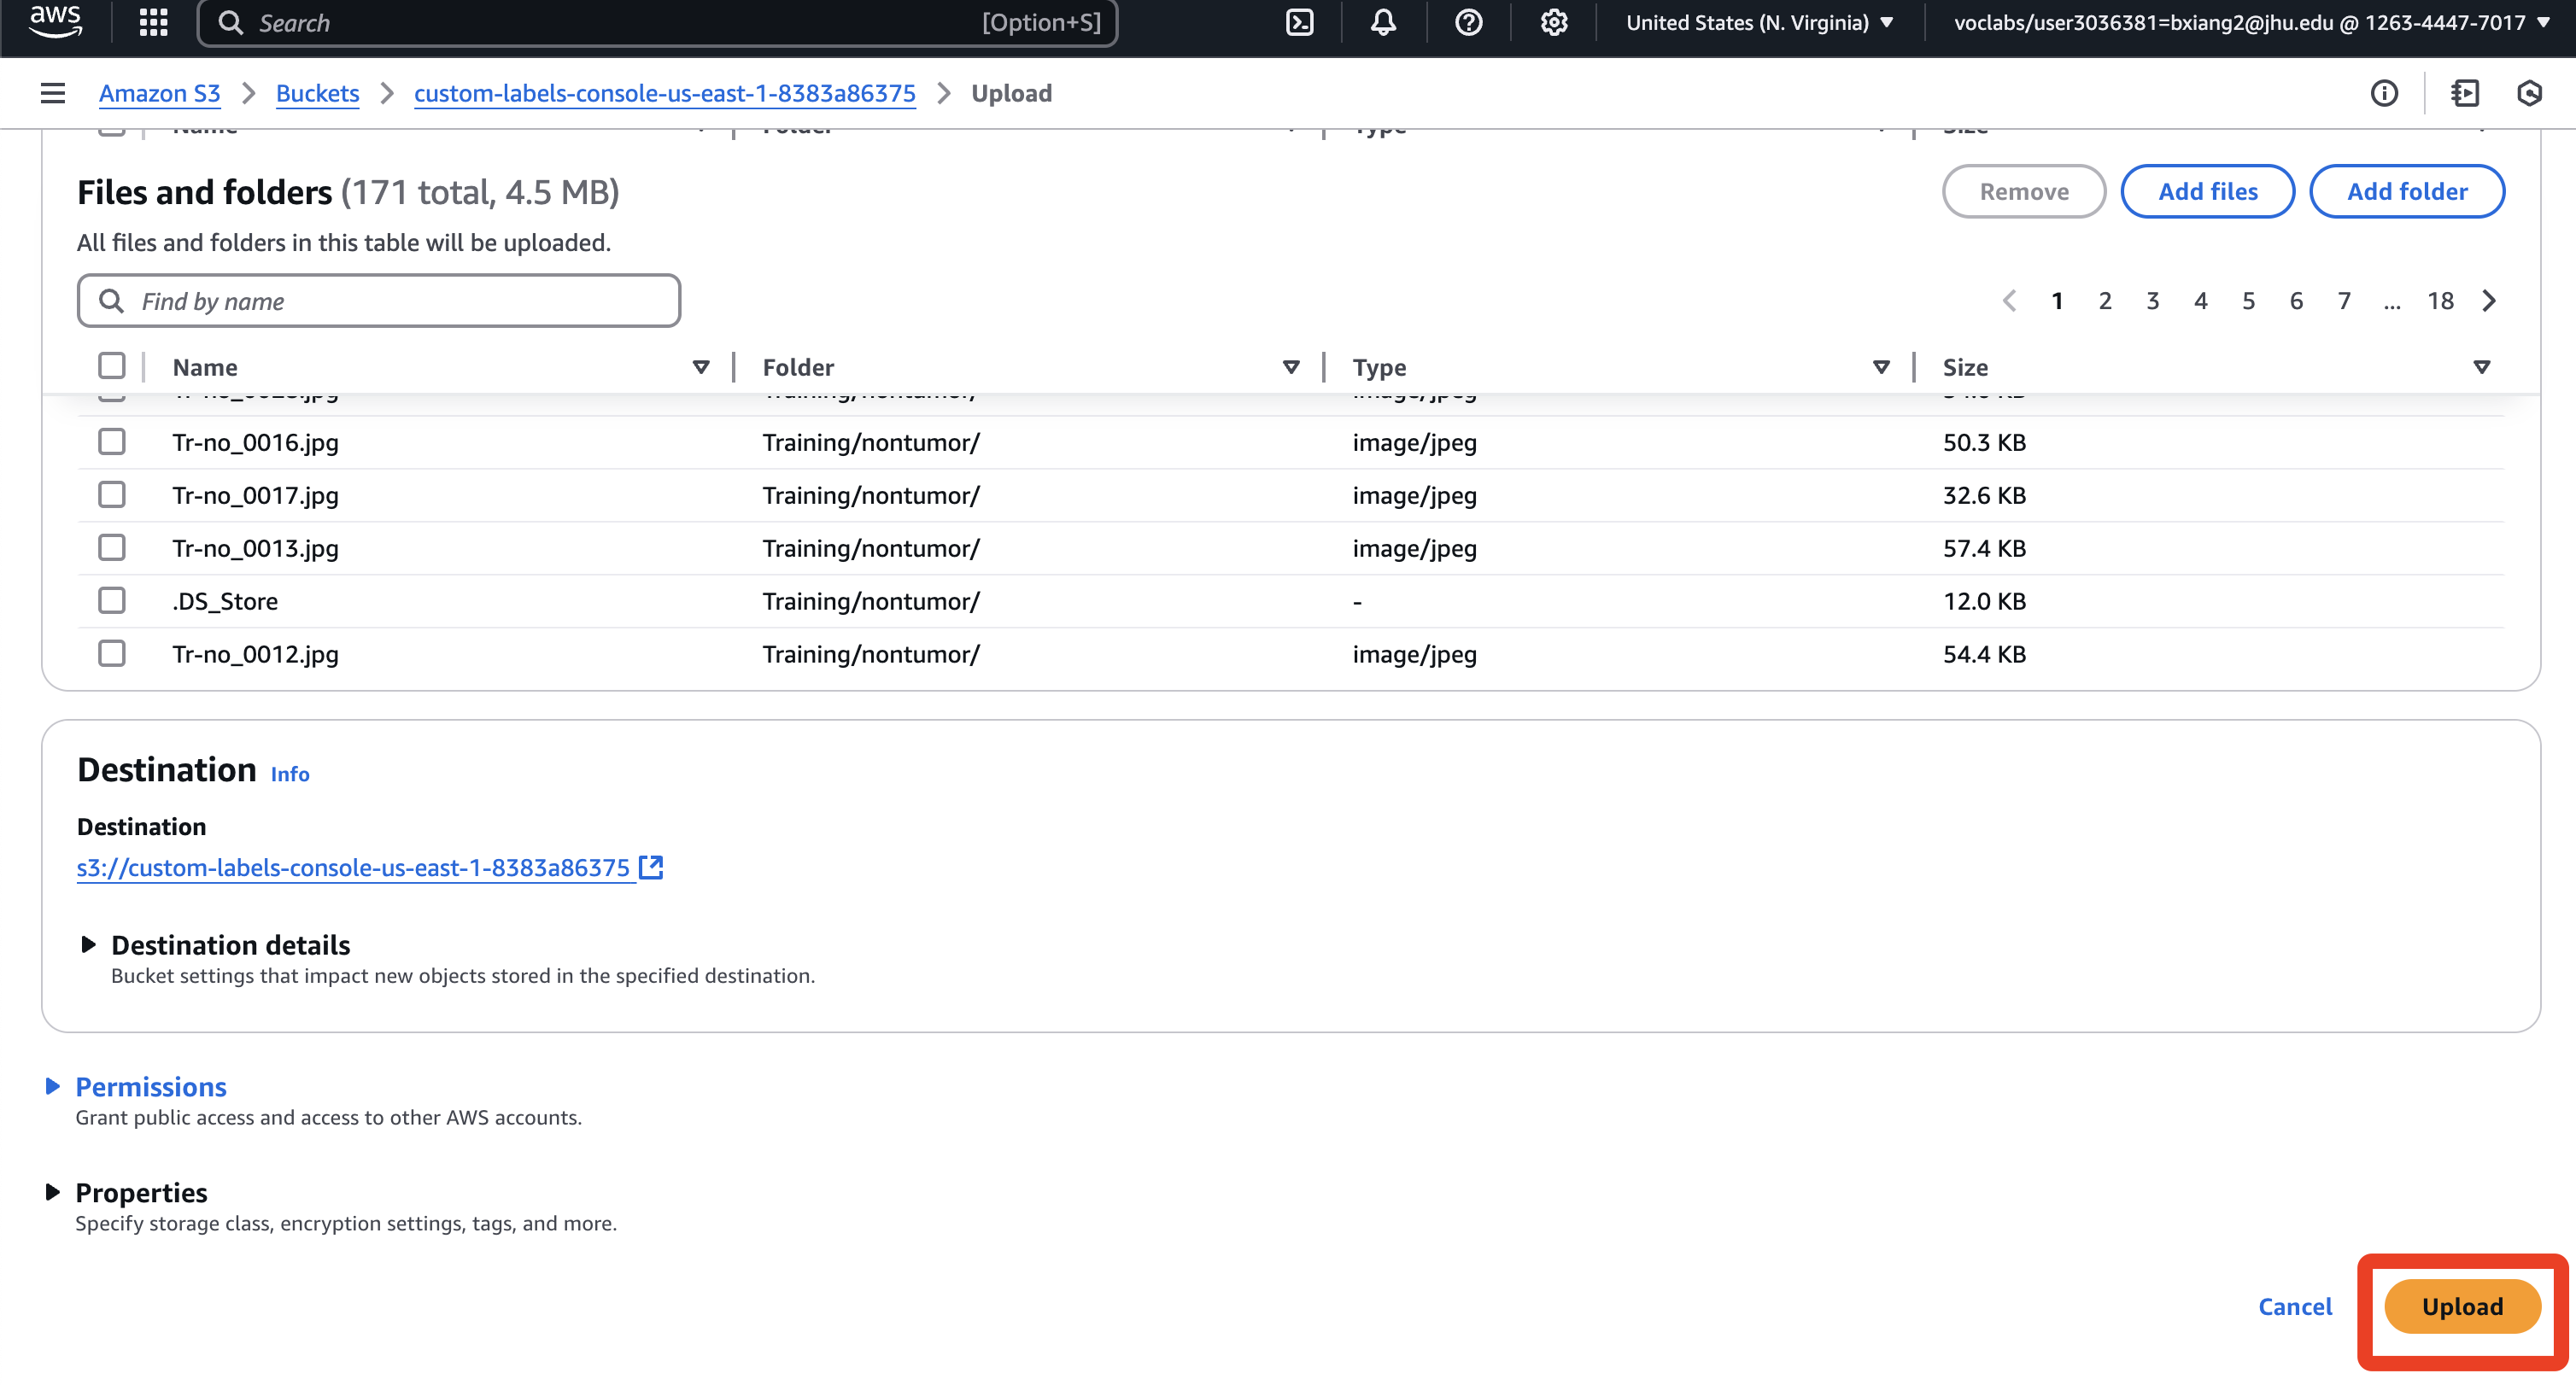 aws
Search [Option+S] United States (N. Virginia) voclabs/user3036381=bxiang2@jhu.edu @ 1263-4447-7017
Amazon S3 Buckets custom-labels-console-us-east-1-8383a86375 Upload
Files and folders (171 total, 4.5 MB) Remove Add files Add folder
All files and folders in this table will be uploaded.
Find by name 1 2 3 4 5 6 7 ... 18
Name Folder Type Size
Tr-no_0016.jpg Training/nontumor/ image/jpeg 50.3 KB
Tr-no_0017.jpg Training/nontumor/ image/jpeg 32.6 KB
Tr-no_0013.jpg Training/nontumor/ image/jpeg 57.4 KB
.DS_Store Training/nontumor/ - 12.0 KB
Tr-no_0012.jpg Training/nontumor/ image/jpeg 54.4 KB
Destination Info
Destination
s3://custom-labels-console-us-east-1-8383a86375
Destination details
Bucket settings that impact new objects stored in the specified destination.
Permissions
Grant public access and access to other AWS accounts.
Properties
Specify storage class, encryption settings, tags, and more.
Cancel Upload